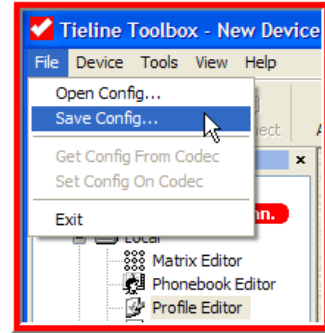 Tieline Toolbox - New Device
File Device Tools View Help
Open Config...
Save Config...
Get Config From Codec
Set Config On Codec
Exit
Local
Matrix Editor
Phonebook Editor
Profile Editor